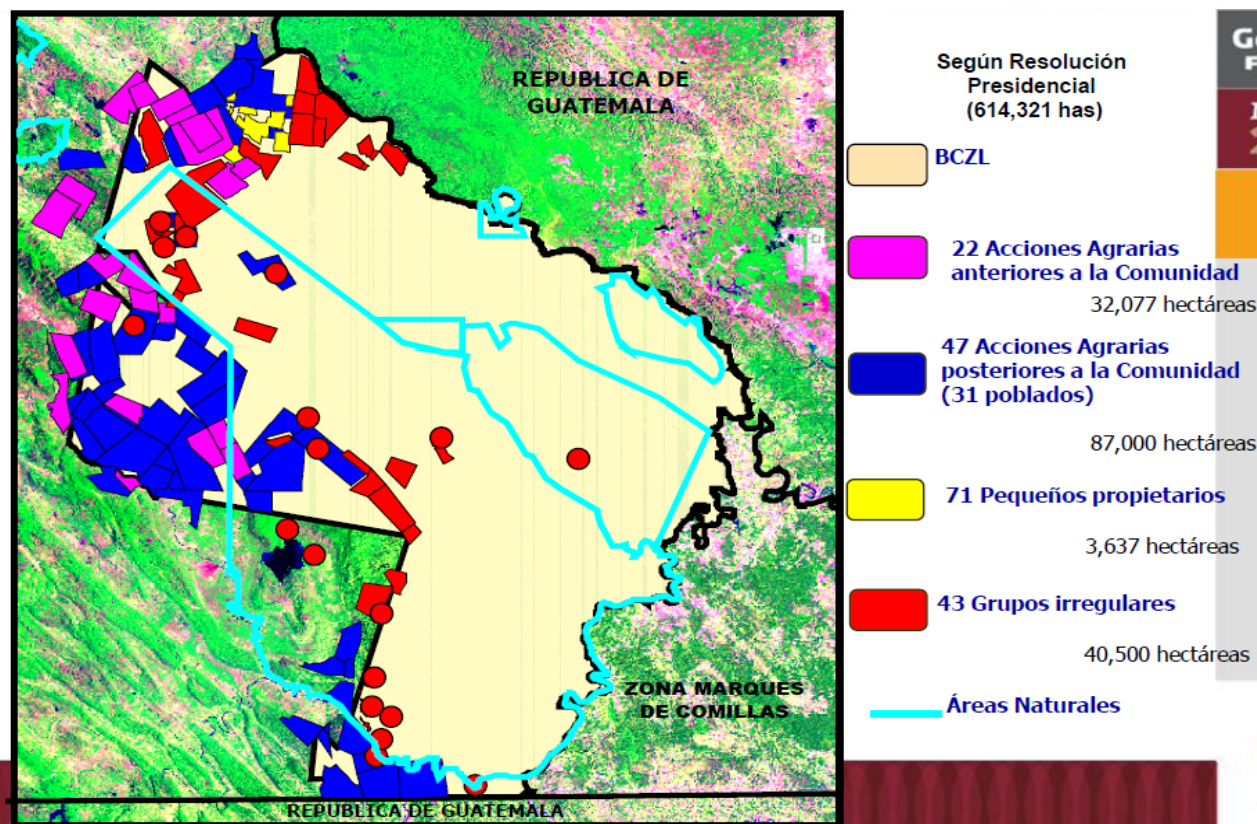 REPUBLICA DE
GUATEMALA
ZONA MARQUES
DE COMILLAS
REPUBLICA DE GUATEMALA
Según Resolución
Presidencial
(614,321 has)
BCZL
22 Acciones Agrarias
anteriores a la Comunidad
32,077 hectáreas
47 Acciones Agrarias
posteriores a la Comunidad
(31 poblados)
87,000 hectáreas
71 Pequeños propietarios
3,637 hectáreas
43 Grupos irregulares
40,500 hectáreas
Áreas Naturales